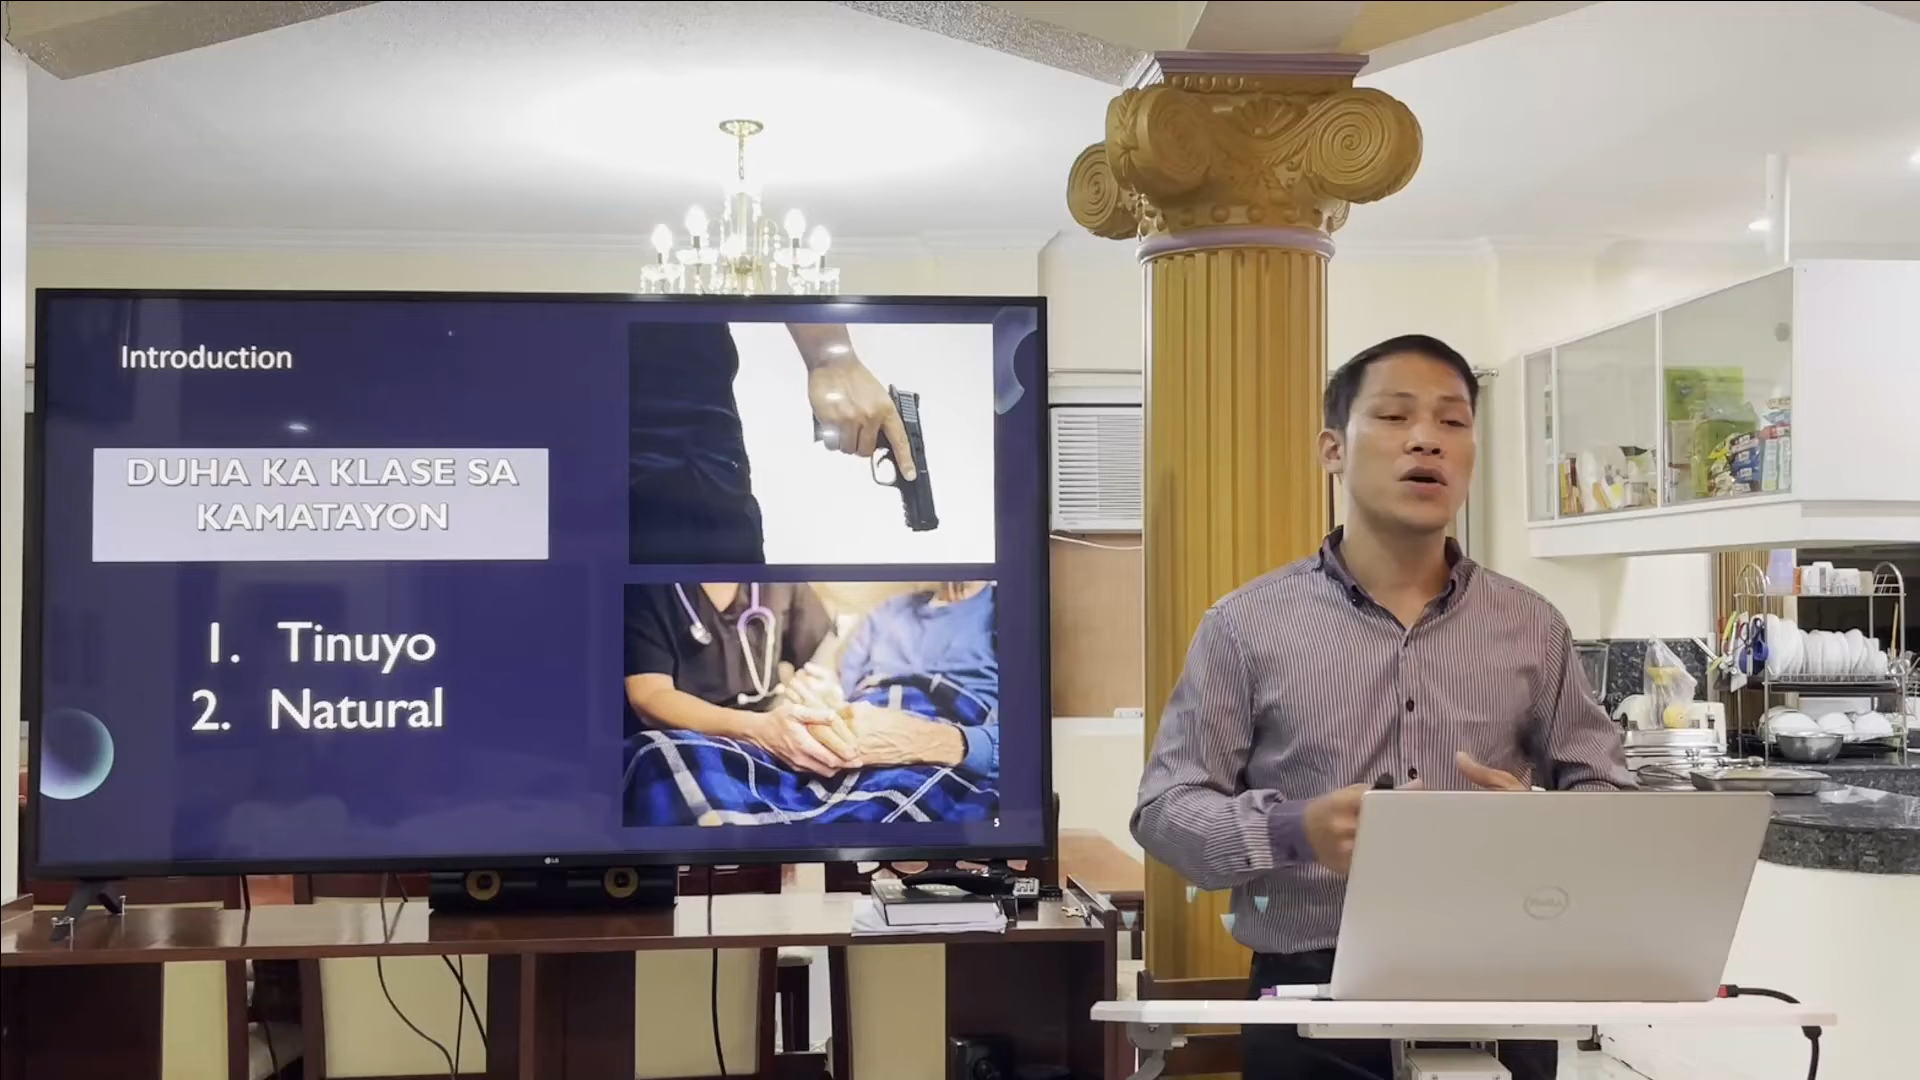 Introduction
DUHA KA KLASE SA
KAMATAYON
1. Tinuyo
2. Natural
5
LG
DELL